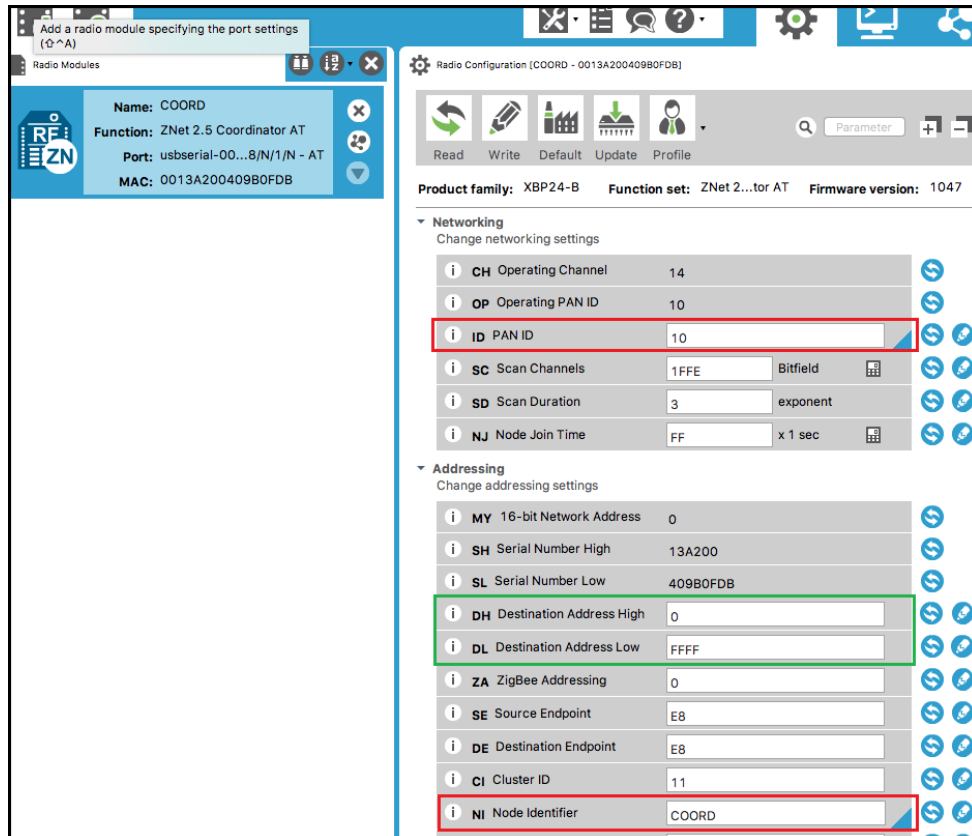 Add a radio module specifying the port settings
(⇧^A)
Radio Modules
Name: COORD
Function: ZNet 2.5 Coordinator AT
Port: usbserial-00...8/N/1/N - AT
MAC: 0013A200409B0FDB
RF
ZN
Radio Configuration [COORD - 0013A200409B0FDB]
Read Write Default Update Profile
Parameter
Product family: XBP24-B Function set: ZNet 2...tor AT Firmware version: 1047
Networking
Change networking settings
i CH Operating Channel 14
i OP Operating PAN ID 10
i ID PAN ID 10
i SC Scan Channels 1FFE Bitfield
i SD Scan Duration 3 exponent
i NJ Node Join Time FF x 1 sec
Addressing
Change addressing settings
i MY 16-bit Network Address 0
i SH Serial Number High 13A200
i SL Serial Number Low 409B0FDB
i DH Destination Address High 0
i DL Destination Address Low FFFF
i ZA ZigBee Addressing 0
i SE Source Endpoint E8
i DE Destination Endpoint E8
i CI Cluster ID 11
i NI Node Identifier COORD